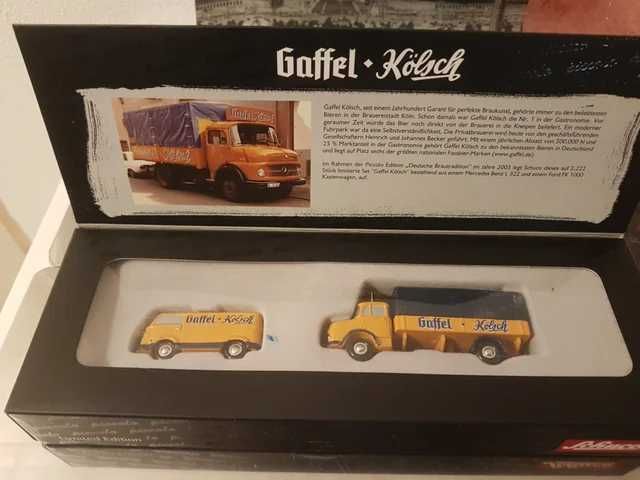 Gaffel • Kölsch
Gaffel Kölsch, seit einem Jahrhundert Garant für perfekte Braukunst, gehörte immer zu den beliebtesten
Bieren in der Brauereistadt Köln. Schon damals war Gaffel Kölsch die Nr. 1 in der Gastronomie. Vor
geraumer Zeit wurde das Bier noch direkt von der Brauerei in die Kneipen beliefert. Ein moderner
Fuhrpark war da eine Selbstverständlichkeit. Die Privatbrauerei wird heute von den geschäftsführenden
Gesellschaftern Heinrich und Johannes Becker geführt. Mit einem jährlichen Absatz von 500.000 hl und
25 % Marktanteil in der Gastronomie gehört Gaffel Kölsch zu den bekanntesten Bieren in Deutschland
und liegt auf Platz sechs der größten nationalen Fassbier-Marken (www.gaffel.de).
Im Rahmen der Piccolo Edition „Deutsche Brautradition“ im Jahre 2005 legt Schuco dieses auf 2.222
Stück limitierte Set "Gaffel Kölsch" bestehend aus einem Mercedes Benz L 322 und einem Ford FK 1000
Kastenwagen, auf.
Gaffel • Kölsch
Gaffel • Kölsch
piccolo piccolo
Limited Edition
Schuco